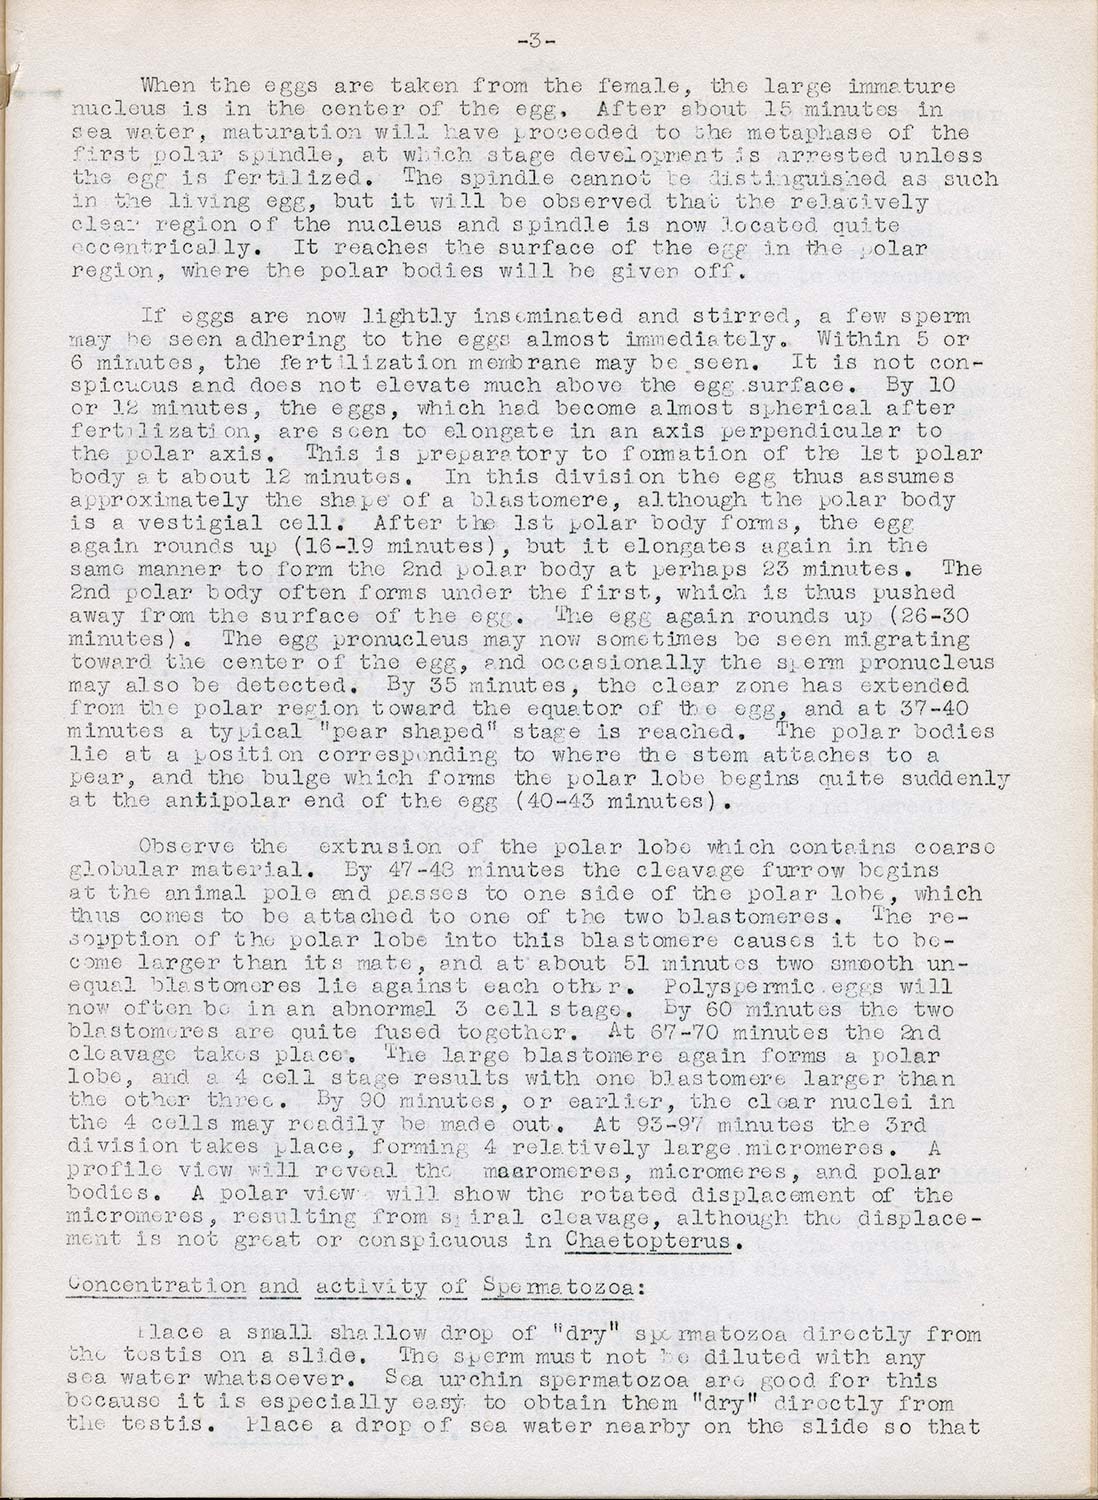 -3-
When the eggs are taken from the female, the large immature
nucleus is in the center of the egg. After about 15 minutes in
sea water, maturation will have proceeded to the metaphase of the
first polar spindle, at which stage development is arrested unless
the egg is fertilized. The spindle cannot be distinguished as such
in the living egg, but it will be observed that the relatively
clear region of the nucleus and spindle is now located quite
eccentrically. It reaches the surface of the egg in the polar
region, where the polar bodies will be given off.
If eggs are now lightly inseminated and stirred, a few sperm
may be seen adhering to the eggs almost immediately. Within 5 or
6 minutes, the fertilization membrane may be seen. It is not con-
spicuous and does not elevate much above the egg surface. By 10
or 12 minutes, the eggs, which had become almost spherical after
fertilization, are seen to elongate in an axis perpendicular to
the polar axis. This is preparatory to formation of the 1st polar
body at about 12 minutes. In this division the egg thus assumes
approximately the shape of a blastomere, although the polar body
is a vestigial cell. After the 1st polar body forms, the egg
again rounds up (16-19 minutes), but it elongates again in the
same manner to form the 2nd polar body at perhaps 23 minutes. The
2nd polar body often forms under the first, which is thus pushed
away from the surface of the egg. The egg again rounds up (26-30
minutes). The egg pronucleus may now sometimes be seen migrating
toward the center of the egg, and occasionally the sperm pronucleus
may also be detected. By 35 minutes, the clear zone has extended
from the polar region toward the equator of the egg, and at 37-40
minutes a typical "pear shaped" stage is reached. The polar bodies
lie at a position corresponding to where the stem attaches to a
pear, and the bulge which forms the polar lobe begins quite suddenly
at the antipolar end of the egg (40-43 minutes).
Observe the extrusion of the polar lobe which contains coarse
globular material. By 47-48 minutes the cleavage furrow begins
at the animal pole and passes to one side of the polar lobe, which
thus comes to be attached to one of the two blastomeres. The re-
sopption of the polar lobe into this blastomere causes it to be-
come larger than its mate, and at about 51 minutes two smooth un-
equal blastomeres lie against each other. Polyspermic eggs will
now often be in an abnormal 3 cell stage. By 60 minutes the two
blastomeres are quite fused together. At 67-70 minutes the 2nd
cleavage takes place. The large blastomere again forms a polar
lobe, and a 4 cell stage results with one blastomere larger than
the other three. By 90 minutes, or earlier, the clear nuclei in
the 4 cells may readily be made out. At 93-97 minutes the 3rd
division takes place, forming 4 relatively large micromeres. A
profile view will reveal the maaromeres, micromeres, and polar
bodies. A polar view will show the rotated displacement of the
micromeres, resulting from spiral cleavage, although the displace-
ment is not great or conspicuous in Chaetopterus.
Concentration and activity of Spermatozoa:
Place a small shallow drop of "dry" spermatozoa directly from
the testis on a slide. The sperm must not be diluted with any
sea water whatsoever. Sea urchin spermatozoa are good for this
because it is especially easy to obtain them "dry" directly from
the testis. Place a drop of sea water nearby on the slide so that